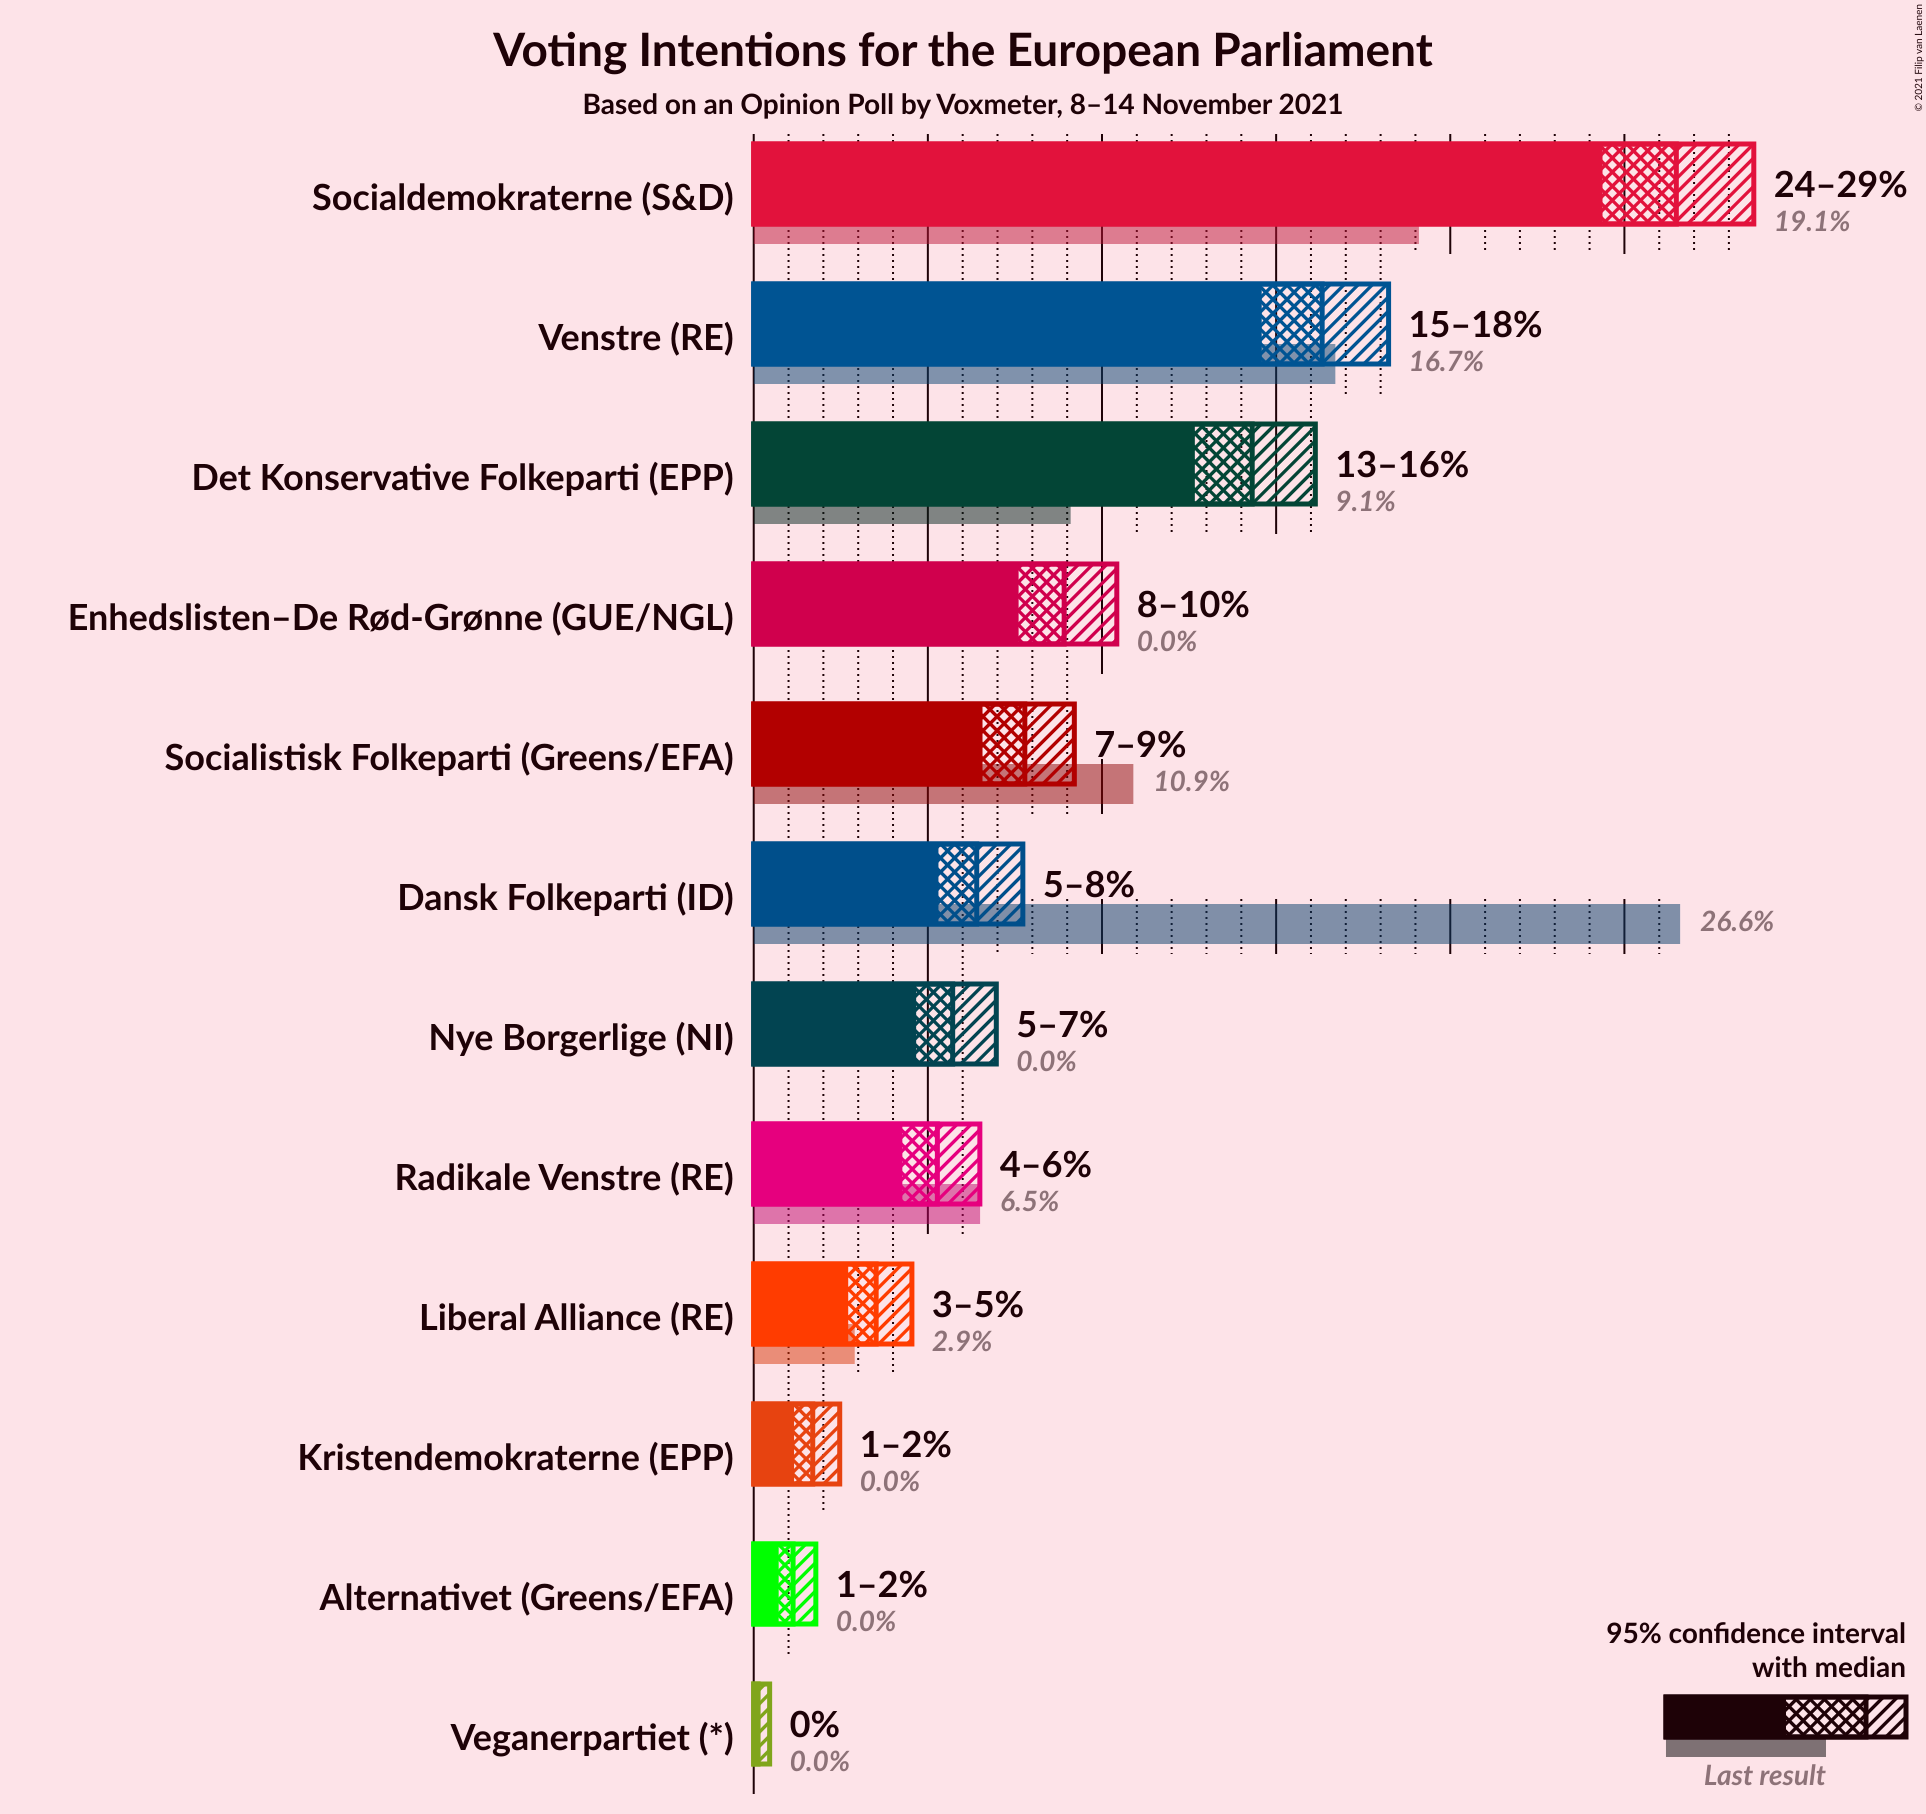 Voting Intentions for the European Parliament
Based on an Opinion Poll by Voxmeter, 8–14 November 2021
© 2021 Filip van Laenen
Socialdemokraterne (S&D)
24–29%
19.1%
Venstre (RE)
15–18%
16.7%
Det Konservative Folkeparti (EPP)
13–16%
9.1%
Enhedslisten–De Rød-Grønne (GUE/NGL)
8–10%
0.0%
Socialistisk Folkeparti (Greens/EFA)
7–9%
10.9%
Dansk Folkeparti (ID)
5–8%
26.6%
Nye Borgerlige (NI)
5–7%
0.0%
Radikale Venstre (RE)
4–6%
6.5%
Liberal Alliance (RE)
3–5%
2.9%
Kristendemokraterne (EPP)
1–2%
0.0%
Alternativet (Greens/EFA)
1–2%
0.0%
Veganerpartiet (*)
0%
0.0%
95% confidence interval
with median
Last result